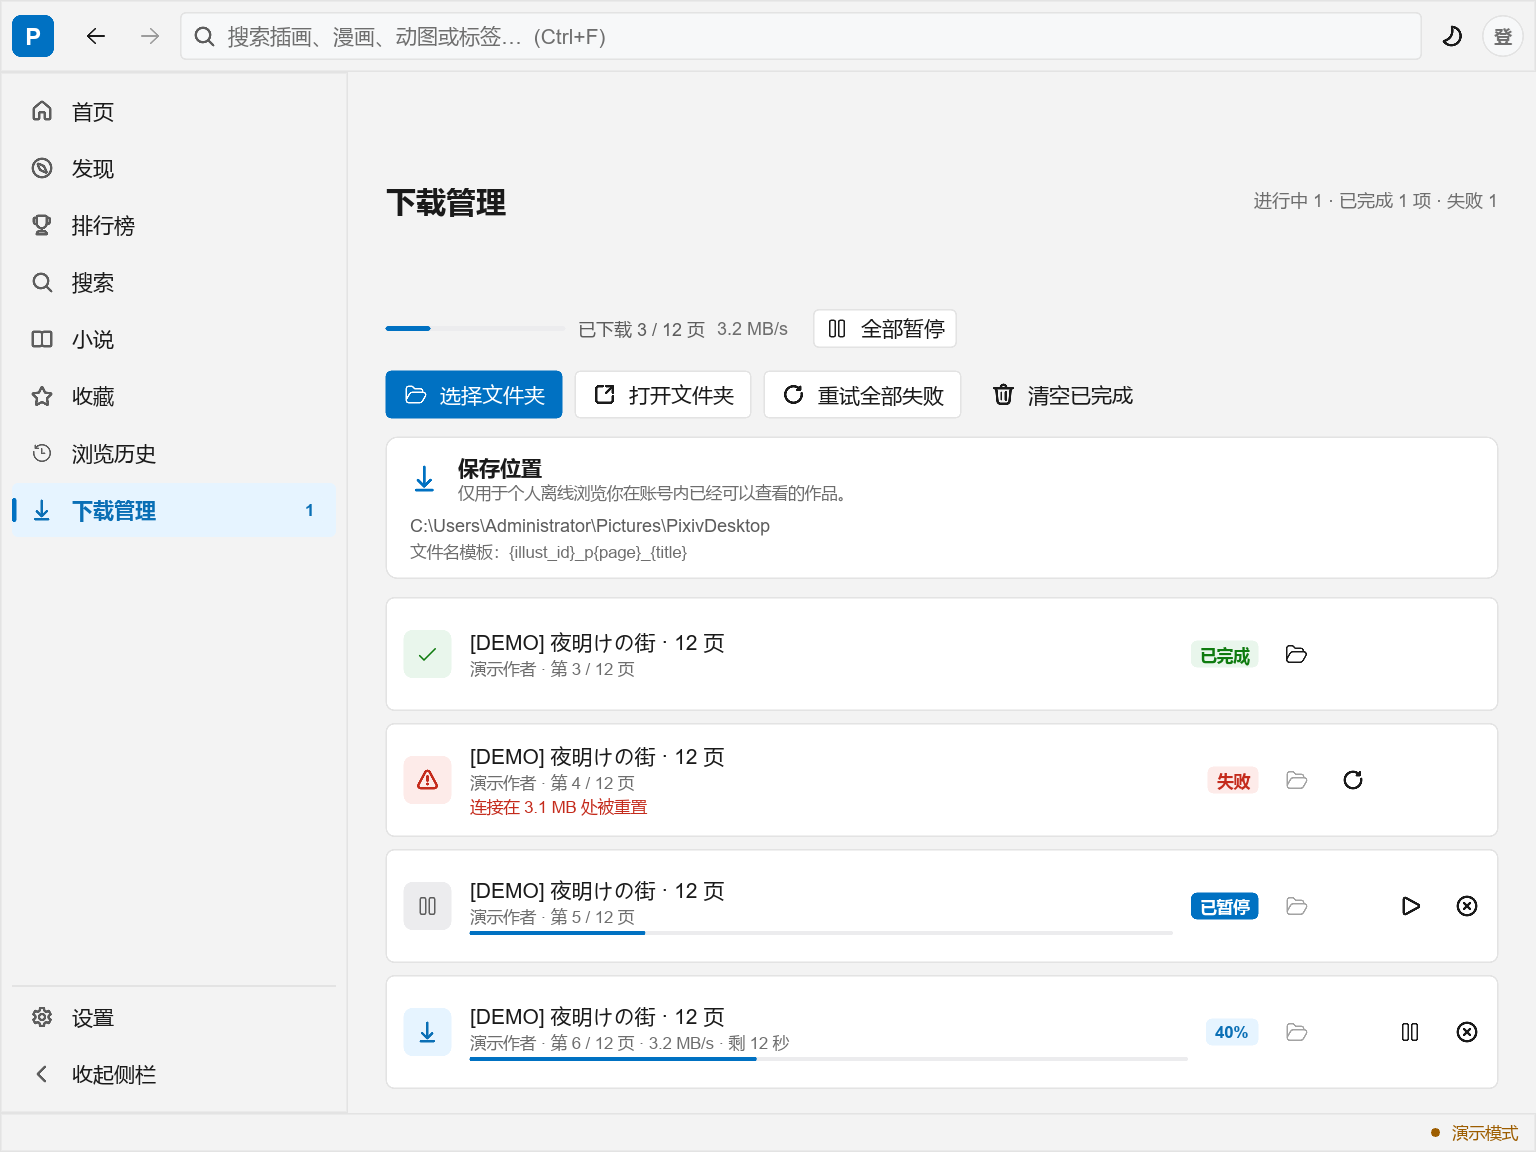 P
搜索插画、漫画、动图或标签… (Ctrl+F)
登
首页
发现
排行榜
搜索
小说
收藏
浏览历史
下载管理 1
设置
收起侧栏
下载管理
进行中 1 · 已完成 1 项 · 失败 1
已下载 3 / 12 页 3.2 MB/s 全部暂停
选择文件夹 打开文件夹 重试全部失败 清空已完成
保存位置
仅用于个人离线浏览你在账号内已经可以查看的作品。
C:\Users\Administrator\Pictures\PixivDesktop
文件名模板：{illust_id}_p{page}_{title}
[DEMO] 夜明けの街 · 12 页
演示作者 · 第 3 / 12 页
已完成
[DEMO] 夜明けの街 · 12 页
演示作者 · 第 4 / 12 页
连接在 3.1 MB 处被重置
失败
[DEMO] 夜明けの街 · 12 页
演示作者 · 第 5 / 12 页
已暂停
[DEMO] 夜明けの街 · 12 页
演示作者 · 第 6 / 12 页 · 3.2 MB/s · 剩 12 秒
40%
演示模式